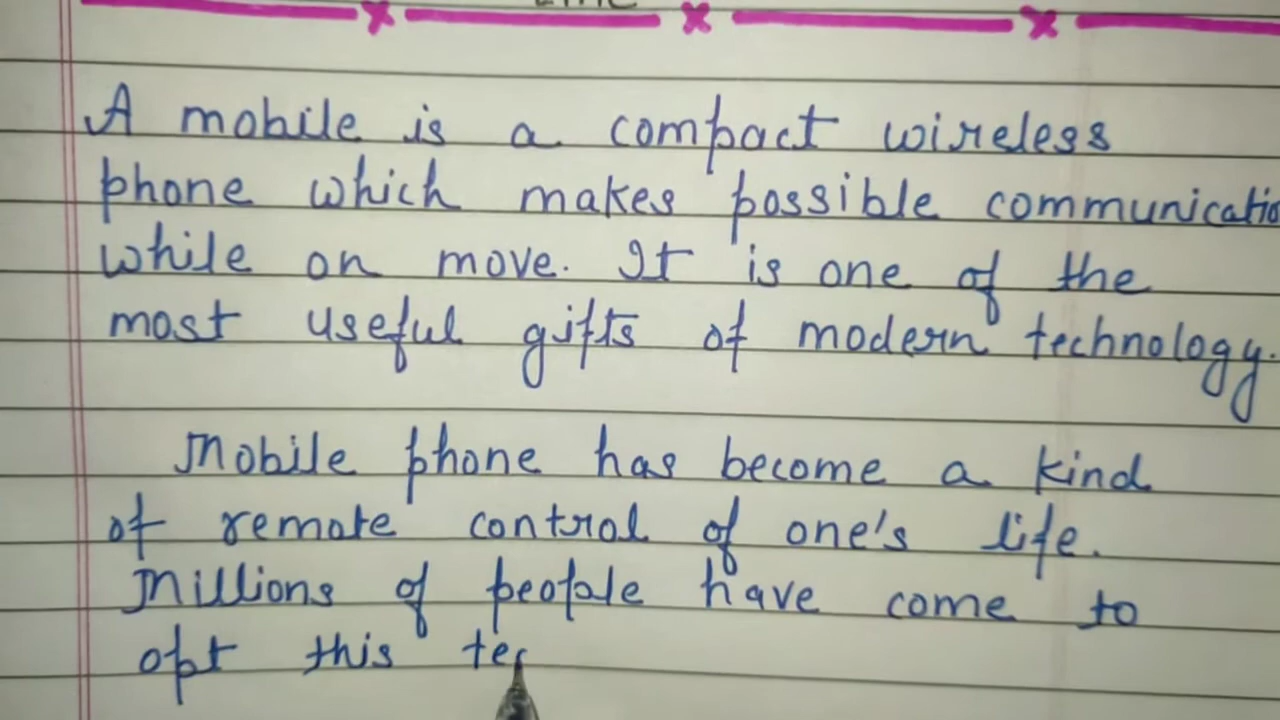 A mobile is a compact wireless
phone which makes possible communicatio
while on move. It is one of the
most useful gifts of modern technology.
Mobile phone has become a kind
of remote control of one's life.
Millions of people have come to
opt this tec